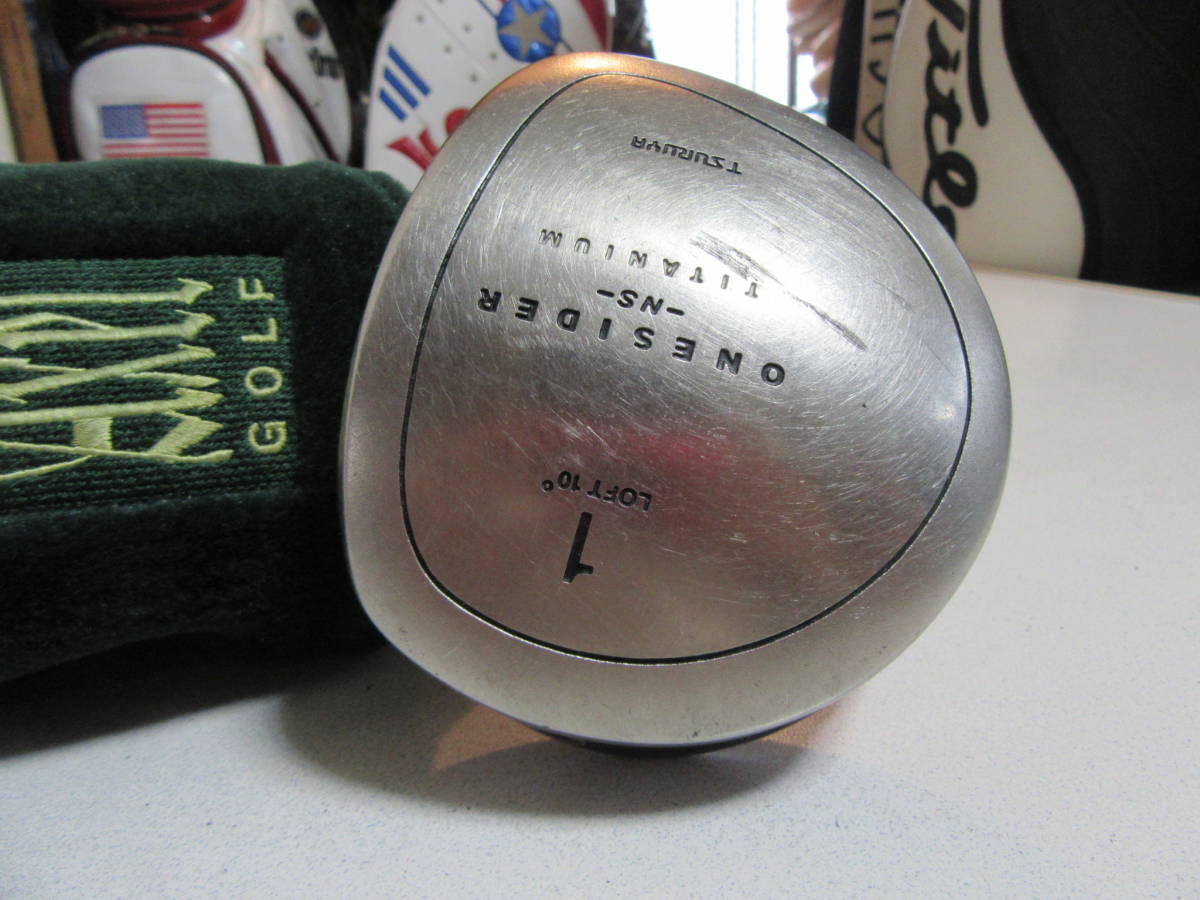 TSURUYA
TITANIUM
-NS-
ONESIDER
LOFT 10°
1
GOLF